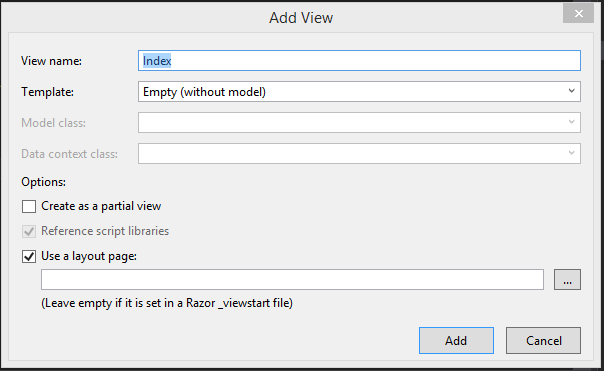 Add View
View name: Index
Template: Empty (without model)
Model class:
Data context class:
Options:
Create as a partial view
Reference script libraries
Use a layout page:
...
(Leave empty if it is set in a Razor _viewstart file)
Add Cancel